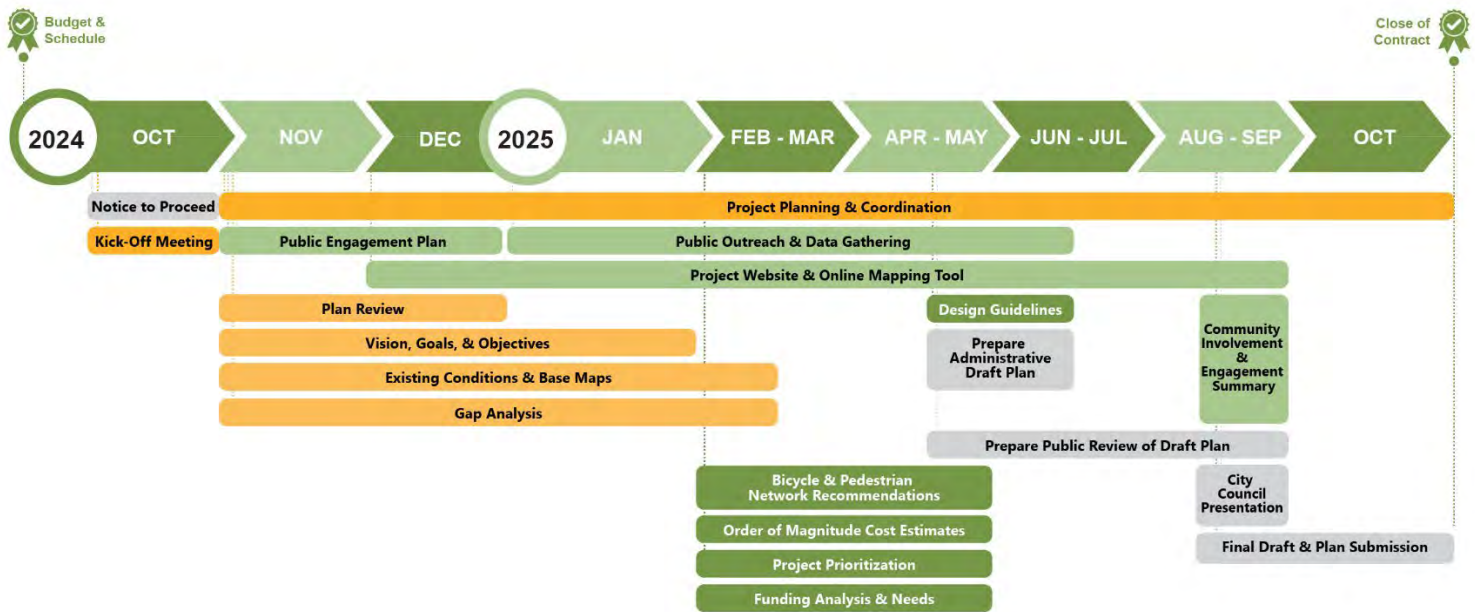 Budget &
Schedule
Close of
Contract
2024
OCT
NOV
DEC
2025
JAN
FEB - MAR
APR - MAY
JUN - JUL
AUG - SEP
OCT
Notice to Proceed
Project Planning & Coordination
Kick-Off Meeting
Public Engagement Plan
Public Outreach & Data Gathering
Project Website & Online Mapping Tool
Plan Review
Design Guidelines
Community
Involvement
&
Engagement
Summary
Vision, Goals, & Objectives
Prepare
Administrative
Draft Plan
Existing Conditions & Base Maps
Gap Analysis
Prepare Public Review of Draft Plan
Bicycle & Pedestrian
Network Recommendations
City
Council
Presentation
Order of Magnitude Cost Estimates
Final Draft & Plan Submission
Project Prioritization
Funding Analysis & Needs